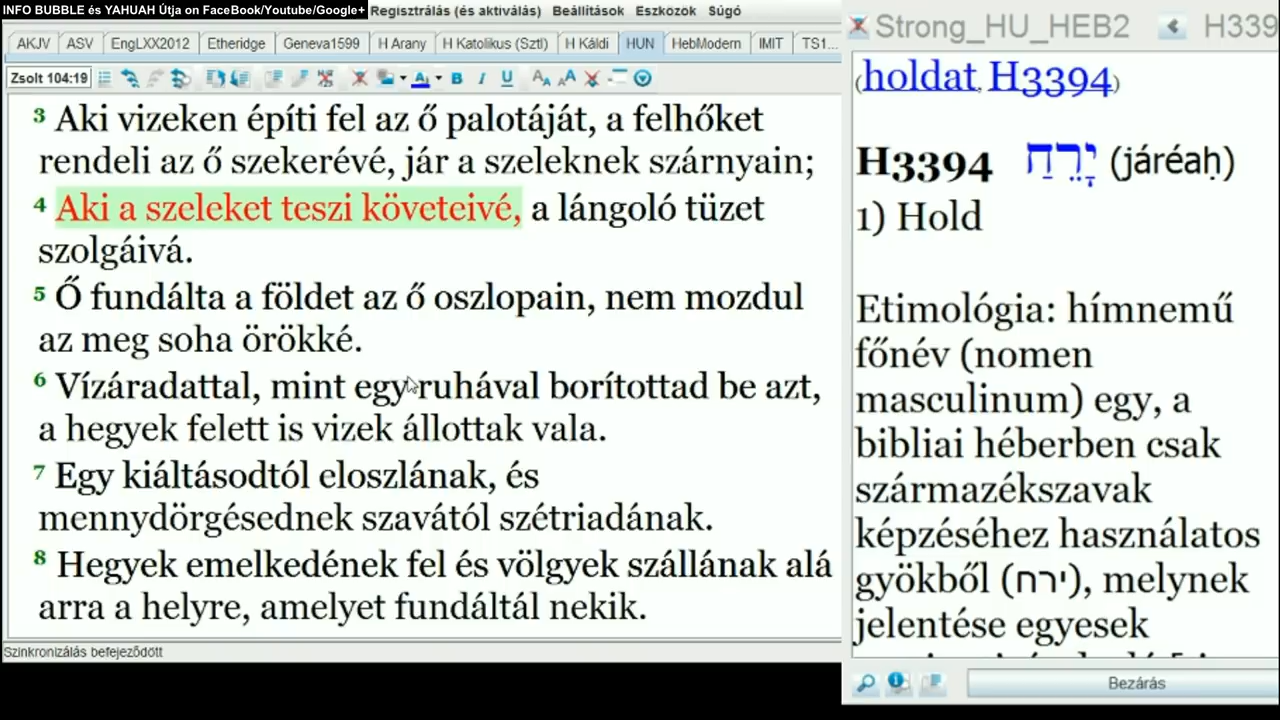 INFO BUBBLE és YAHUAH Útja on FaceBook/Youtube/Google+ Regisztrálás (és aktiválás) Beállítások Eszközök Súgó
AKJV ASV EngLXX2012 Etheridge Geneva1599 H Arany H Katolikus (Sztl) H Káldi HUN HebModern IMIT TS1...
Zsolt 104:19
3 Aki vizeken építi fel az ő palotáját, a felhőket
rendeli az ő szekerévé, jár a szeleknek szárnyain;
4 Aki a szeleket teszi követeivé, a lángoló tüzet
szolgáivá.
5 Ő fundálta a földet az ő oszlopain, nem mozdul
az meg soha örökké.
6 Vízáradattal, mint egy ruhával borítottad be azt,
a hegyek felett is vizek állottak vala.
7 Egy kiáltásodtól eloszlának, és
mennydörgésednek szavától szétriadának.
8 Hegyek emelkedének fel és völgyek szállának alá
arra a helyre, amelyet fundáltál nekik.
Szinkronizálás befejeződött
Strong_HU_HEB2 H339
(holdat, H3394)
H3394 יָרֵחַ (járéaḥ)
1) Hold
Etimológia: hímnemű
főnév (nomen
masculinum) egy, a
bibliai héberben csak
származékszavak
képzéséhez használatos
gyökből (ירח), melynek
jelentése egyesek
Bezárás